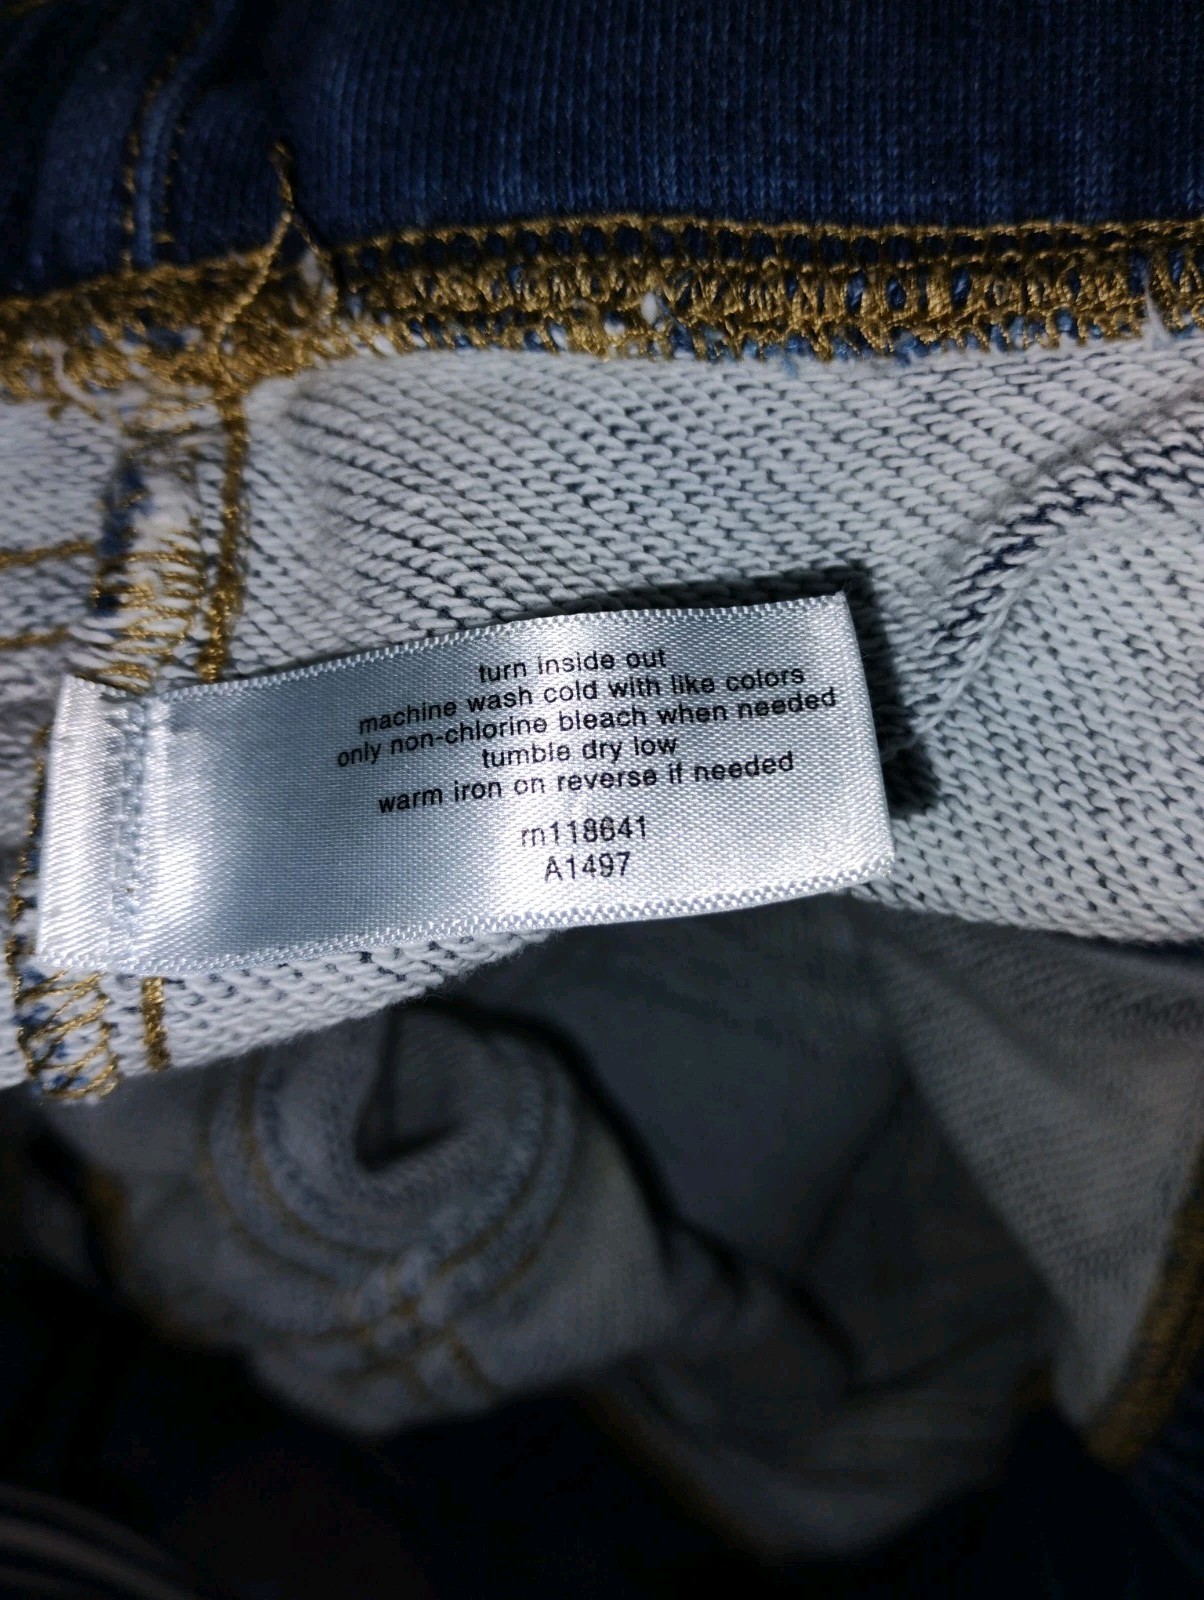 turn inside out
machine wash cold with like colors
only non-chlorine bleach when needed
tumble dry low
warm iron on reverse if needed
rn118641
A1497